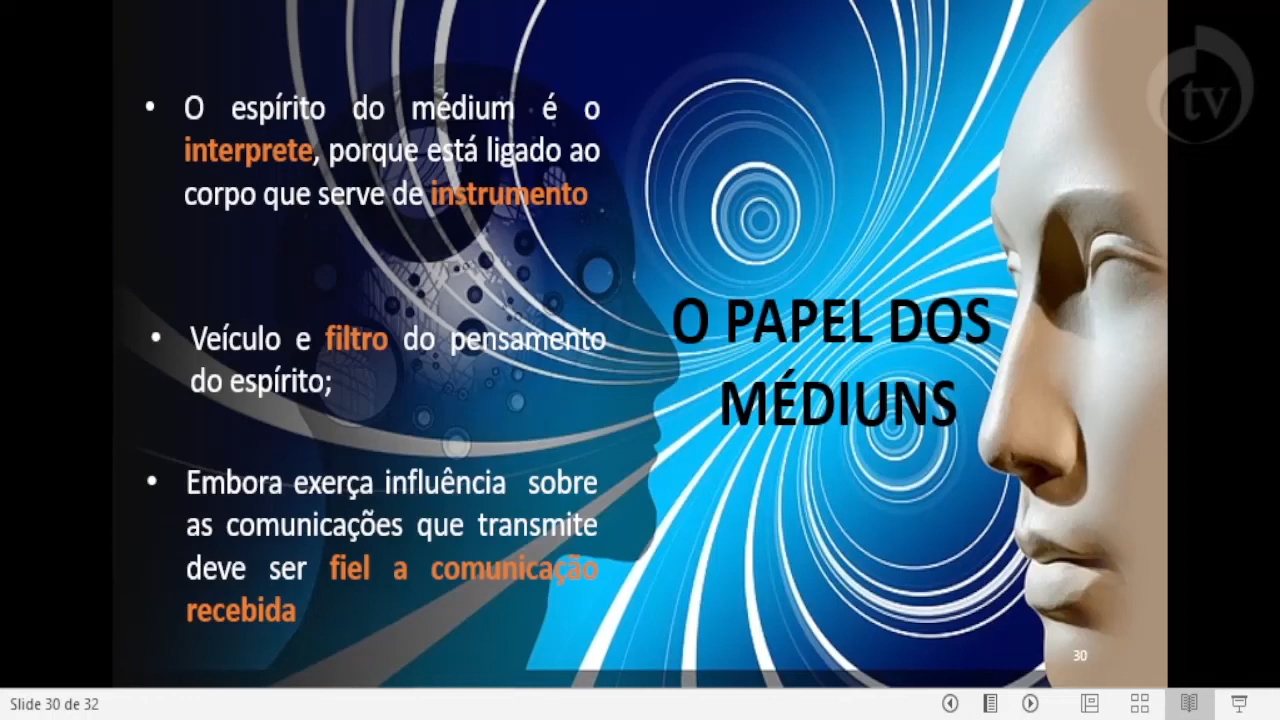 • O espírito do médium é o
interprete, porque está ligado ao
corpo que serve de instrumento
• Veículo e filtro do pensamento
do espírito;
• Embora exerça influência sobre
as comunicações que transmite
deve ser fiel a comunicação
recebida
O PAPEL DOS
MÉDIUNS
tv
30
Slide 30 de 32